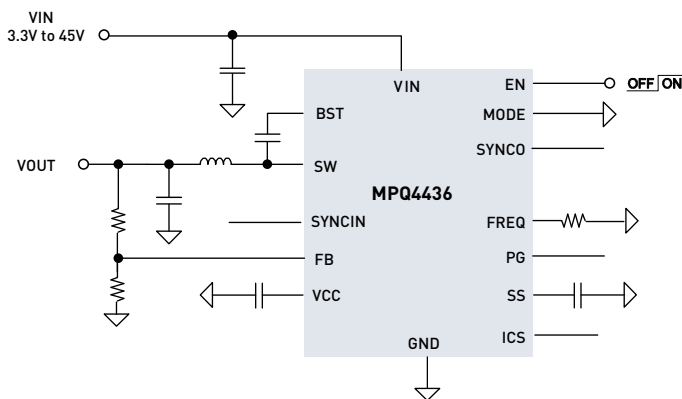 VIN
3.3V to 45V
VIN
EN
OFF ON
BST
MODE
SYNCO
VOUT
SW
MPQ4436
SYNCIN
FREQ
FB
PG
VCC
SS
ICS
GND